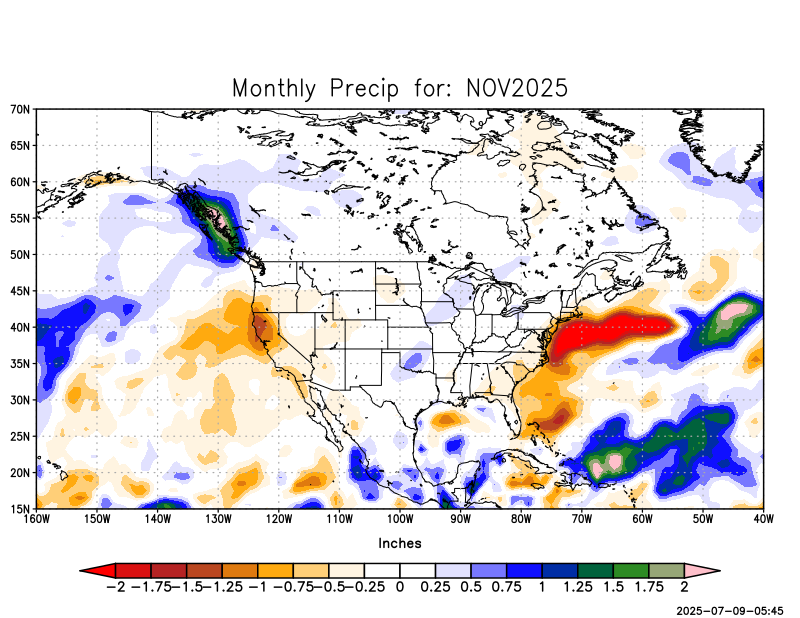 Monthly Precip for: NOV2025
70N
65N
60N
55N
50N
45N
40N
35N
30N
25N
20N
15N
160W 150W 140W 130W 120W 110W 100W 90W 80W 70W 60W 50W 40W
Inches
-2 -1.75 -1.5 -1.25 -1 -0.75 -0.5 -0.25 0 0.25 0.5 0.75 1 1.25 1.5 1.75 2
2025-07-09-05:45